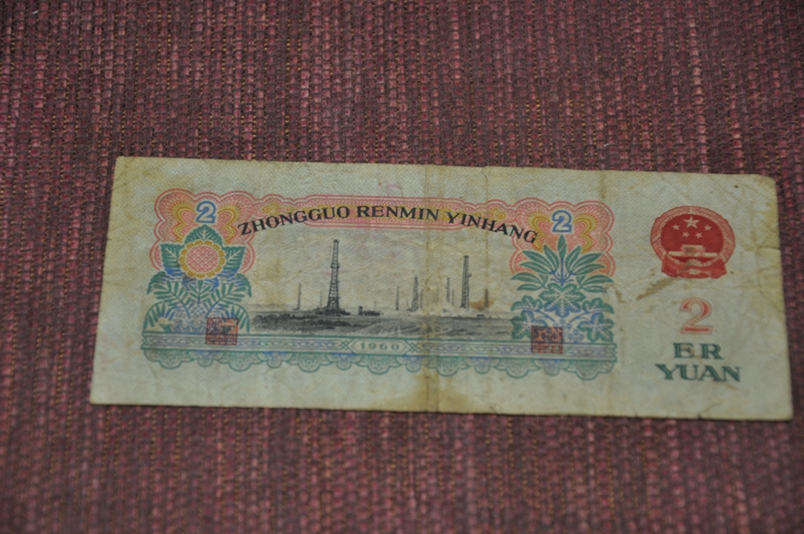 2
ZHONGGUO RENMIN YINHANG
2
1960
2
ER
YUAN